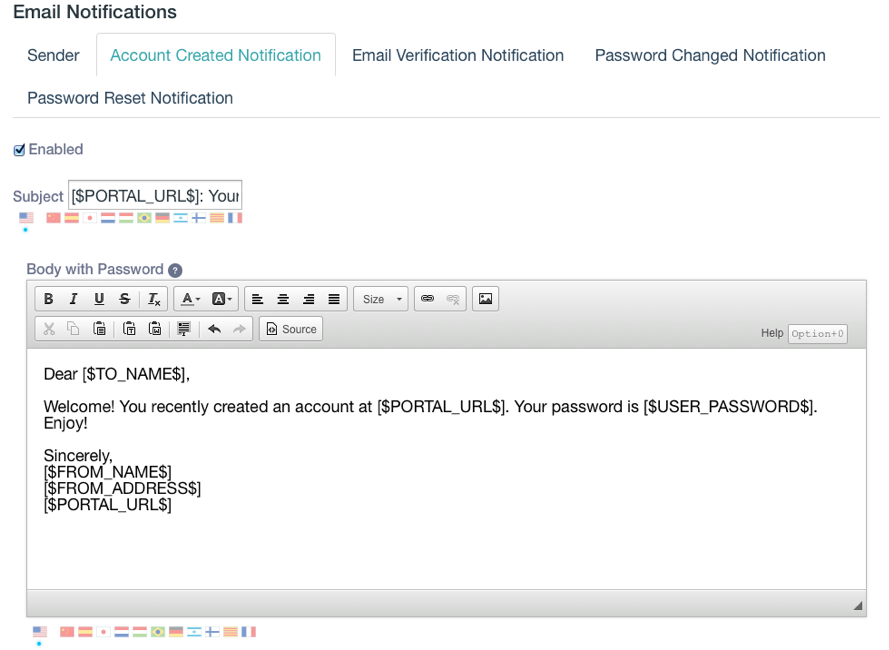 Email Notifications
Sender Account Created Notification Email Verification Notification Password Changed Notification
Password Reset Notification
Enabled
Subject [$PORTAL_URL$]: Your
Body with Password ?
B I U S Tx A A Size
Source Help Option+0
Dear [$TO_NAME$],
Welcome! You recently created an account at [$PORTAL_URL$]. Your password is [$USER_PASSWORD$].
Enjoy!
Sincerely,
[$FROM_NAME$]
[$FROM_ADDRESS$]
[$PORTAL_URL$]